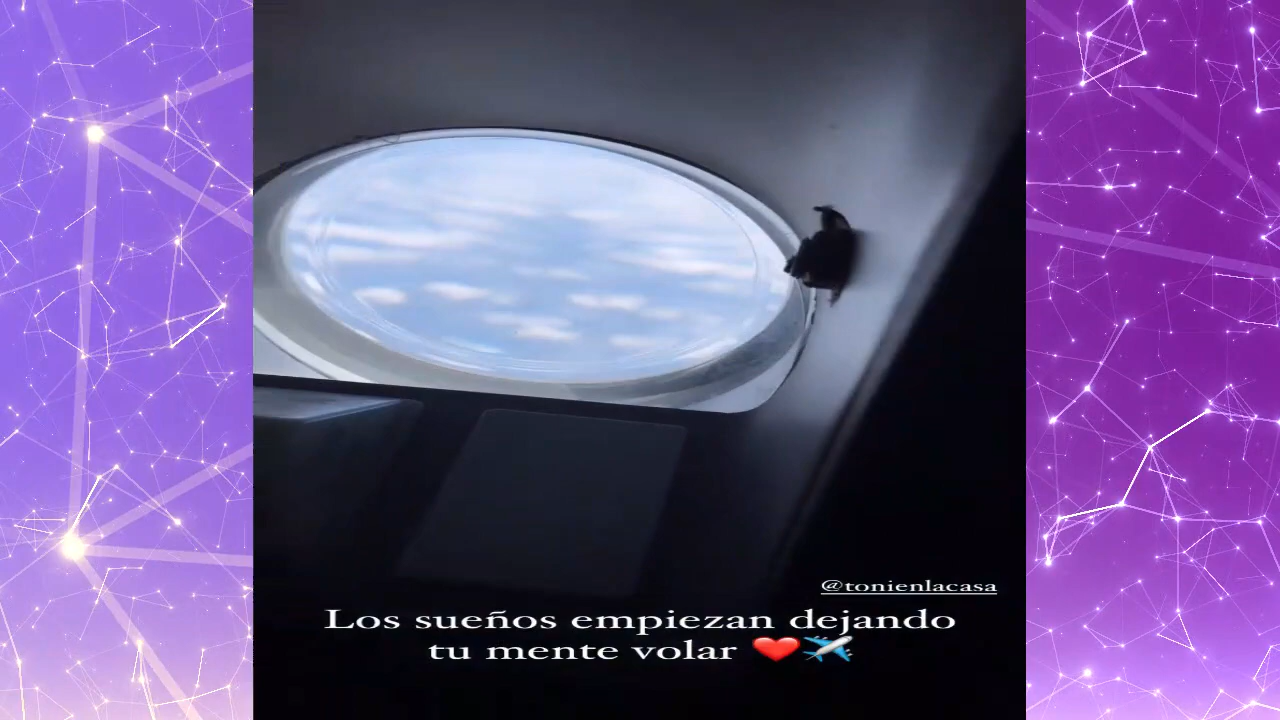 @tonienlacasa
Los sueños empiezan dejando
tu mente volar ❤️✈️